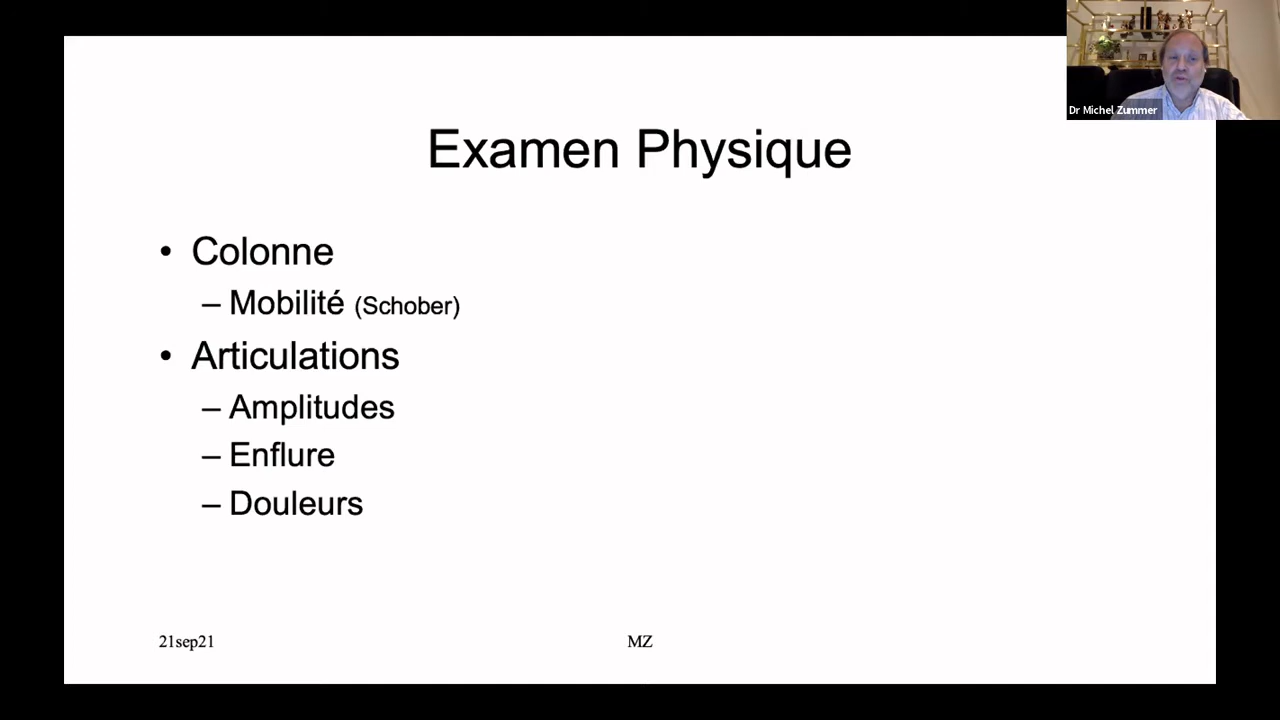 Dr Michel Zummer
Examen Physique
• Colonne
– Mobilité (Schober)
• Articulations
– Amplitudes
– Enflure
– Douleurs
21sep21
MZ